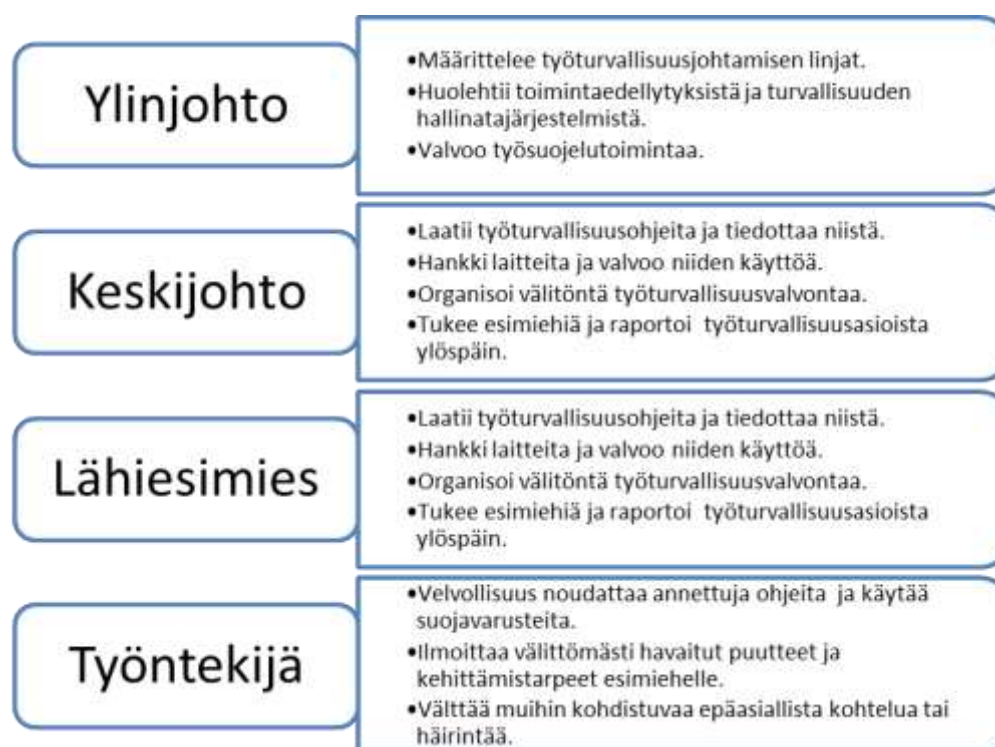 Ylinjohto
•Määrittelee työturvallisuusjohtamisen linjat.
•Huolehtii toimintaedellytyksistä ja turvallisuuden
hallinatajärjestelmistä.
•Valvoo työsuojelutoimintaa.
Keskijohto
•Laatii työturvallisuusohjeita ja tiedottaa niistä.
•Hankki laitteita ja valvoo niiden käyttöä.
•Organisoi välitöntä työturvallisuusvalvontaa.
•Tukee esimiehiä ja raportoi työturvallisuusasioista
ylöspäin.
Lähiesimies
•Laatii työturvallisuusohjeita ja tiedottaa niistä.
•Hankki laitteita ja valvoo niiden käyttöä.
•Organisoi välitöntä työturvallisuusvalvontaa.
•Tukee esimiehiä ja raportoi työturvallisuusasioista
ylöspäin.
Työntekijä
•Velvollisuus noudattaa annettuja ohjeita ja käytää
suojavarusteita.
•Ilmoittaa välittömästi havaitut puutteet ja
kehittämistarpeet esimiehelle.
•Välttää muihin kohdistuvaa epäasiallista kohtelua tai
häirintää.